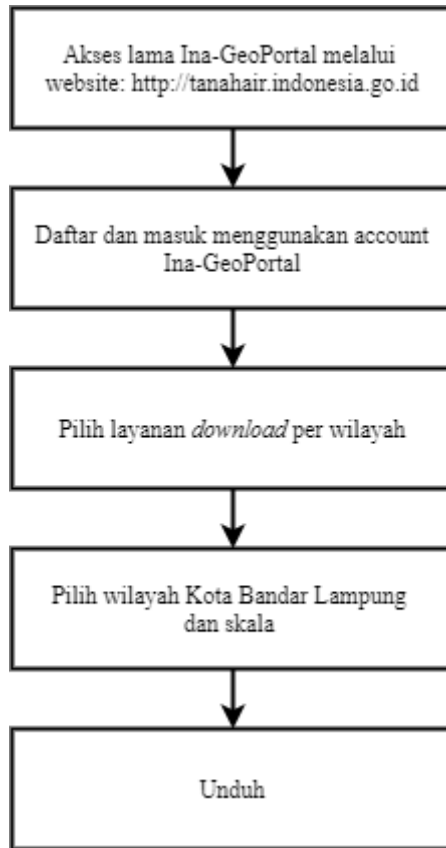 Akses lama Ina-GeoPortal melalui
website: http://tanahair.indonesia.go.id
Daftar dan masuk menggunakan account
Ina-GeoPortal
Pilih layanan download per wilayah
Pilih wilayah Kota Bandar Lampung
dan skala
Unduh